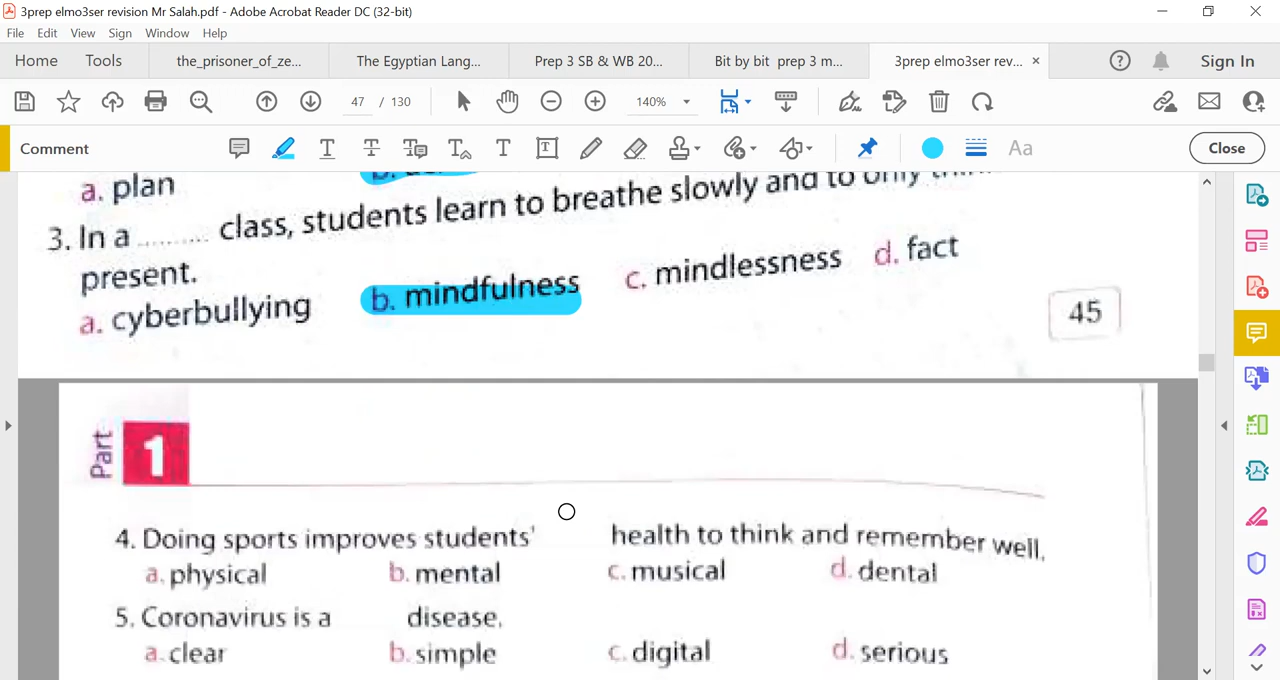 3prep elmo3ser revision Mr Salah.pdf - Adobe Acrobat Reader DC (32-bit)
File Edit View Sign Window Help
Home Tools the_prisoner_of_ze... The Egyptian Lang... Prep 3 SB & WB 20... Bit by bit prep 3 m... 3prep elmo3ser rev... × Sign In
47 / 130 140%
Comment Aa Close
a. plan b.
3. In a .......... class, students learn to breathe slowly and to only
present.
a. cyberbullying b. mindfulness c. mindlessness d. fact
45
Part 1
4. Doing sports improves students' health to think and remember well.
a. physical b. mental c. musical d. dental
5. Coronavirus is a disease.
a. clear b. simple c. digital d. serious